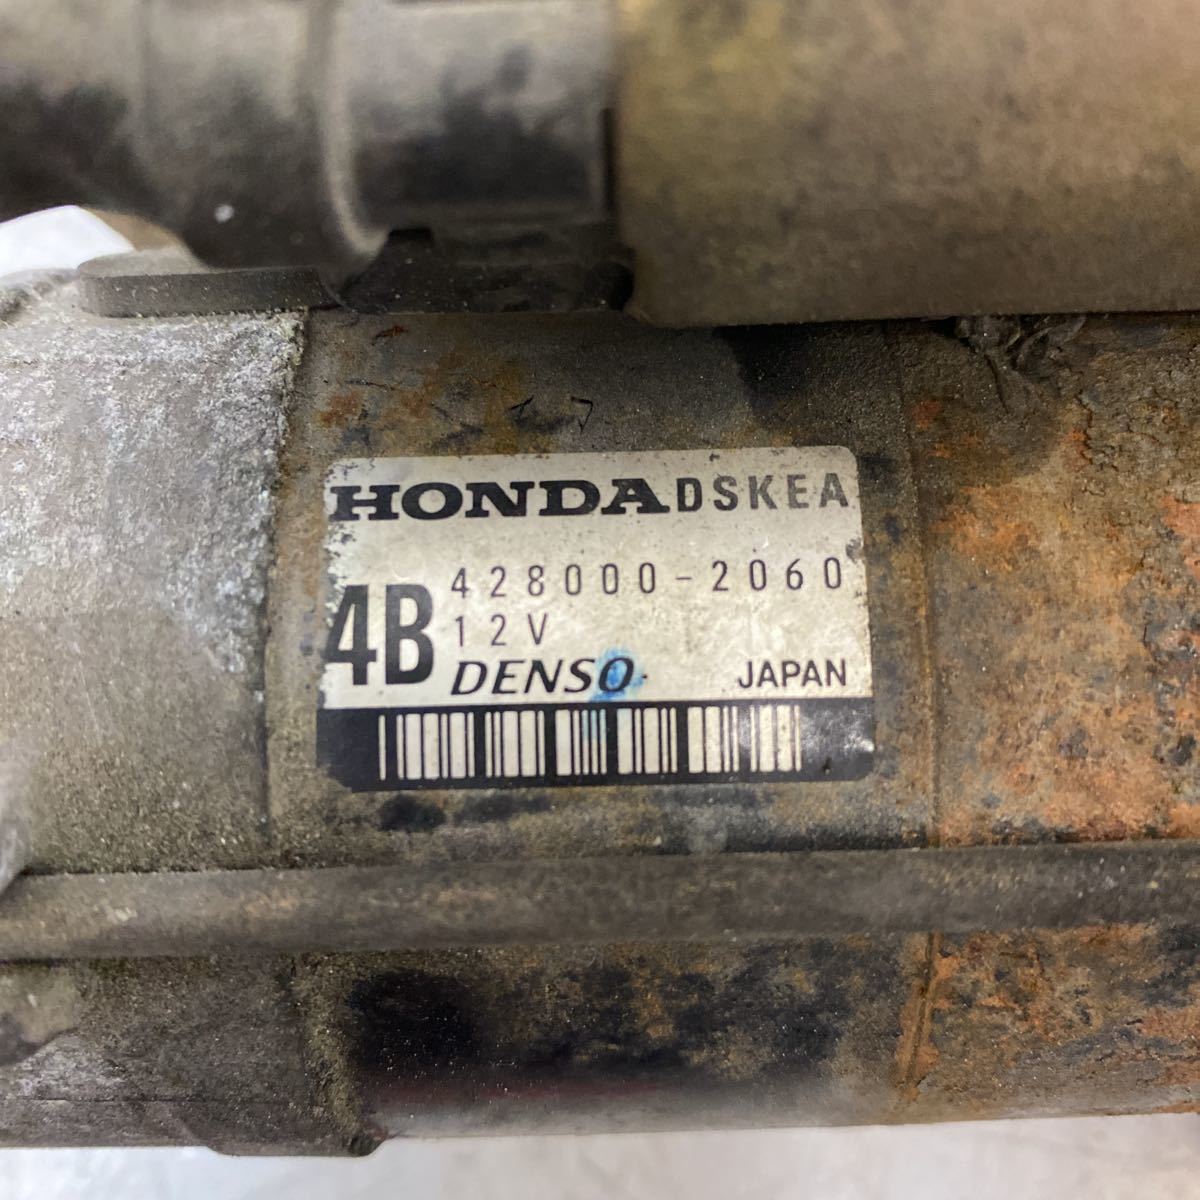 HONDA DSKEA
428000-2060
4B 12V
DENSO JAPAN